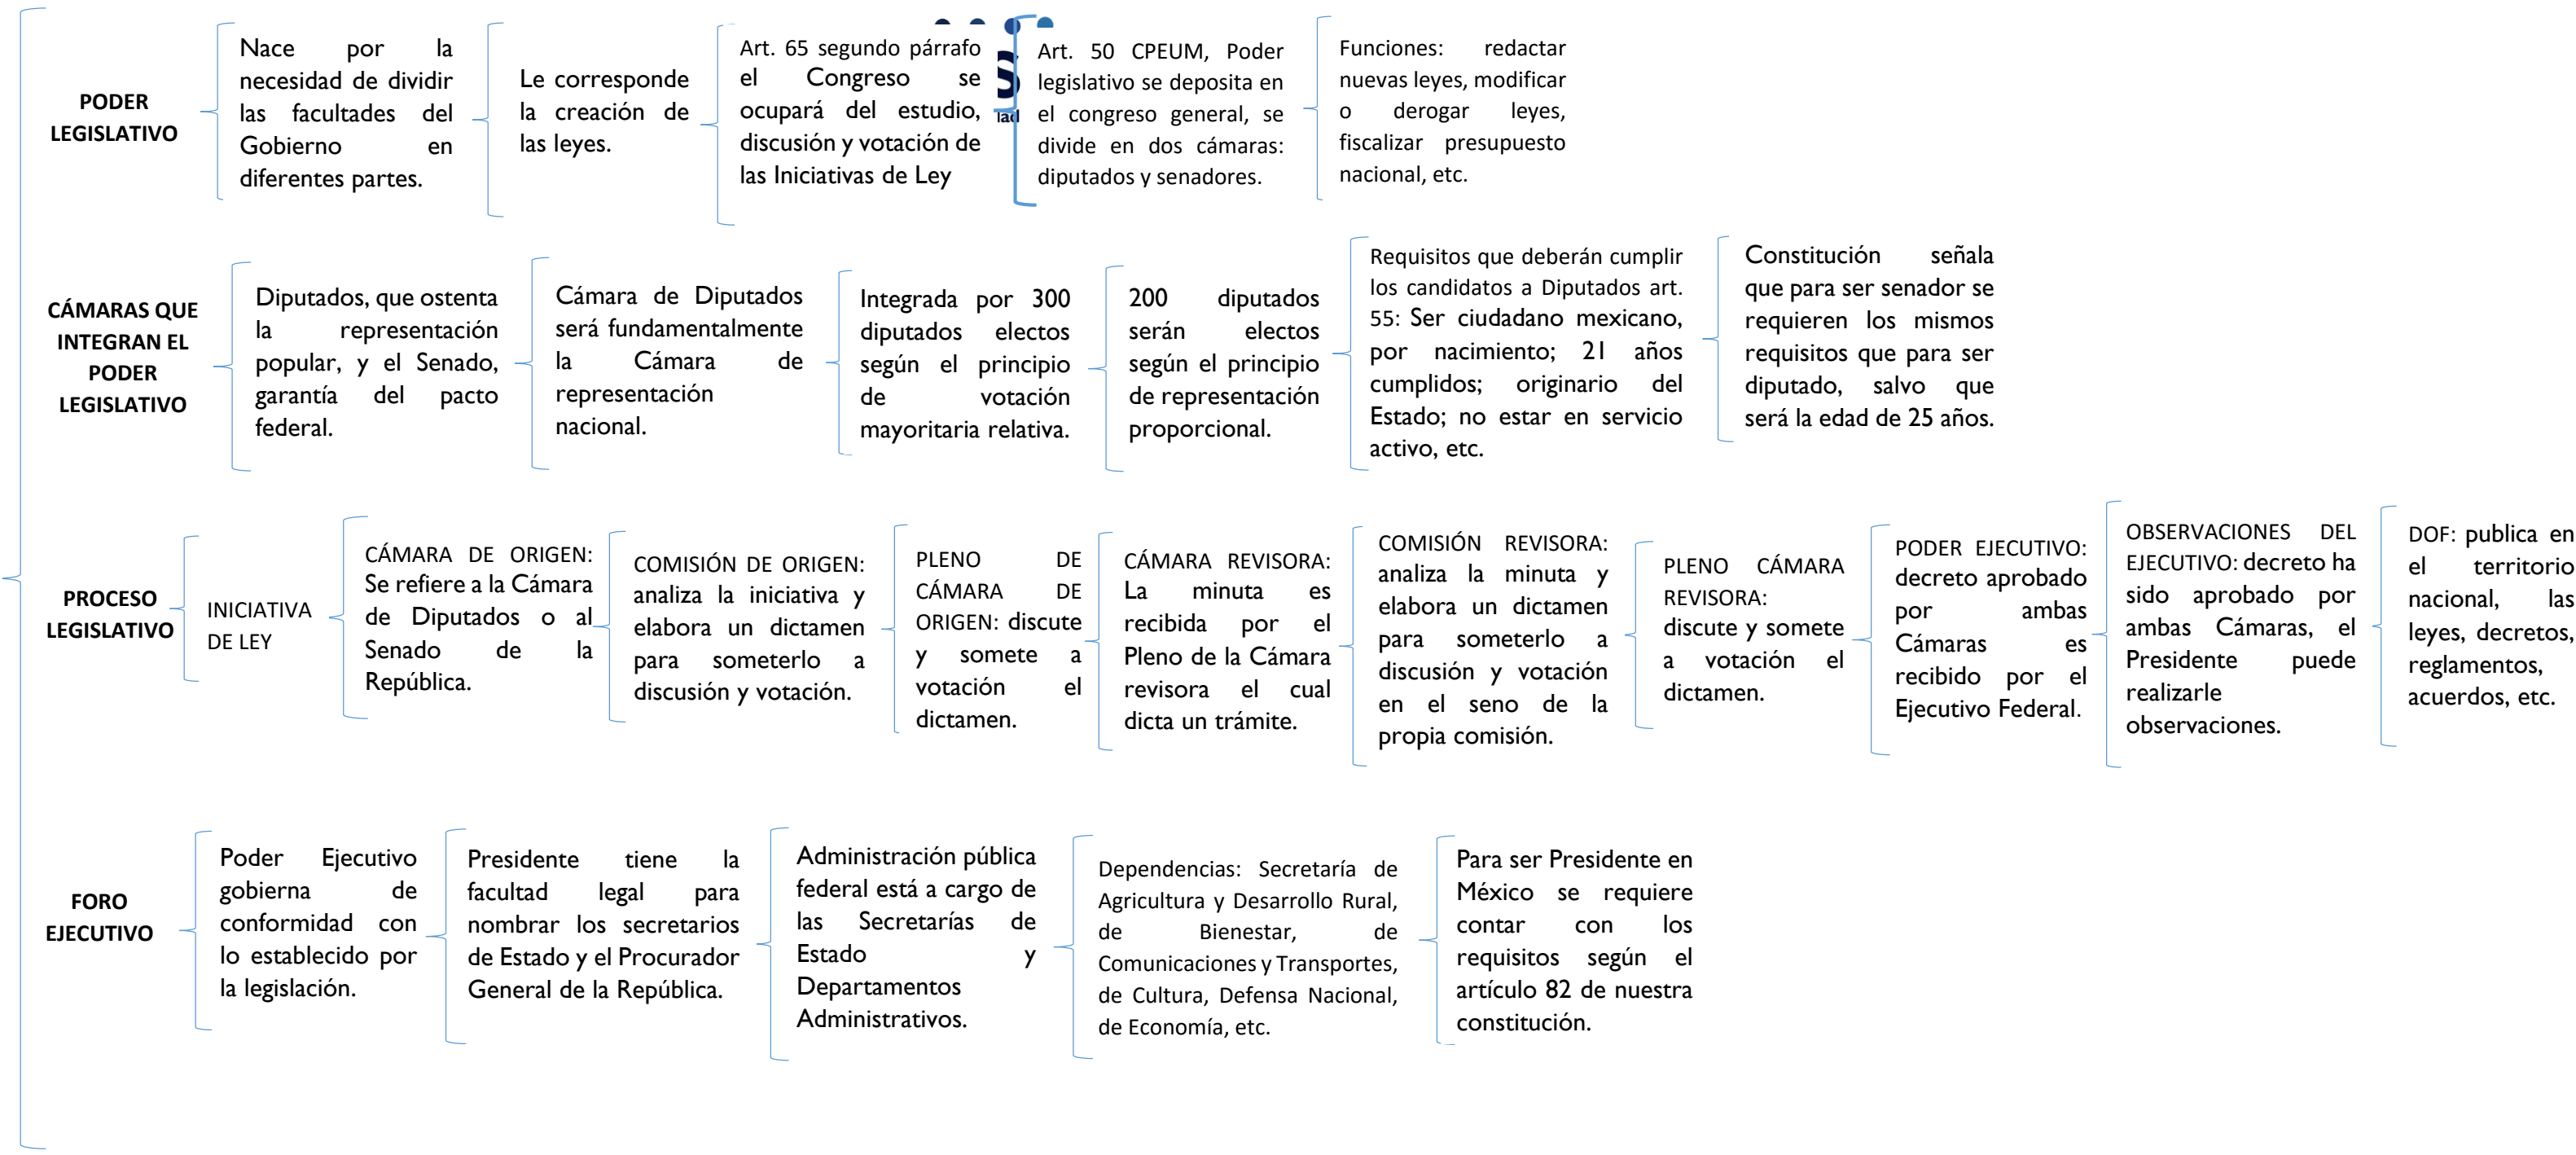 PODER
LEGISLATIVO
Nace por la
necesidad de dividir
las facultades del
Gobierno en
diferentes partes.
Le corresponde
la creación de
las leyes.
Art. 65 segundo párrafo
el Congreso se
ocupará del estudio,
discusión y votación de
las Iniciativas de Ley
S
dad
Art. 50 CPEUM, Poder
legislativo se deposita en
el congreso general, se
divide en dos cámaras:
diputados y senadores.
Funciones: redactar
nuevas leyes, modificar
o derogar leyes,
fiscalizar presupuesto
nacional, etc.
CÁMARAS QUE
INTEGRAN EL
PODER
LEGISLATIVO
Diputados, que ostenta
la representación
popular, y el Senado,
garantía del pacto
federal.
Cámara de Diputados
será fundamentalmente
la Cámara de
representación
nacional.
Integrada por 300
diputados electos
según el principio
de votación
mayoritaria relativa.
200 diputados
serán electos
según el principio
de representación
proporcional.
Requisitos que deberán cumplir
los candidatos a Diputados art.
55: Ser ciudadano mexicano,
por nacimiento; 21 años
cumplidos; originario del
Estado; no estar en servicio
activo, etc.
Constitución señala
que para ser senador se
requieren los mismos
requisitos que para ser
diputado, salvo que
será la edad de 25 años.
PROCESO
LEGISLATIVO
INICIATIVA
DE LEY
CÁMARA DE ORIGEN:
Se refiere a la Cámara
de Diputados o al
Senado de la
República.
COMISIÓN DE ORIGEN:
analiza la iniciativa y
elabora un dictamen
para someterlo a
discusión y votación.
PLENO DE
CÁMARA DE
ORIGEN: discute
y somete a
votación el
dictamen.
CÁMARA REVISORA:
La minuta es
recibida por el
Pleno de la Cámara
revisora el cual
dicta un trámite.
COMISIÓN REVISORA:
analiza la minuta y
elabora un dictamen
para someterlo a
discusión y votación
en el seno de la
propia comisión.
PLENO CÁMARA
REVISORA:
discute y somete
a votación el
dictamen.
PODER EJECUTIVO:
decreto aprobado
por ambas
Cámaras es
recibido por el
Ejecutivo Federal.
OBSERVACIONES DEL
EJECUTIVO: decreto ha
sido aprobado por
ambas Cámaras, el
Presidente puede
realizarle
observaciones.
DOF: publica en
el territorio
nacional, las
leyes, decretos,
reglamentos,
acuerdos, etc.
FORO
EJECUTIVO
Poder Ejecutivo
gobierna de
conformidad con
lo establecido por
la legislación.
Presidente tiene la
facultad legal para
nombrar los secretarios
de Estado y el Procurador
General de la República.
Administración pública
federal está a cargo de
las Secretarías de
Estado y
Departamentos
Administrativos.
Dependencias: Secretaría de
Agricultura y Desarrollo Rural,
de Bienestar, de
Comunicaciones y Transportes,
de Cultura, Defensa Nacional,
de Economía, etc.
Para ser Presidente en
México se requiere
contar con los
requisitos según el
artículo 82 de nuestra
constitución.